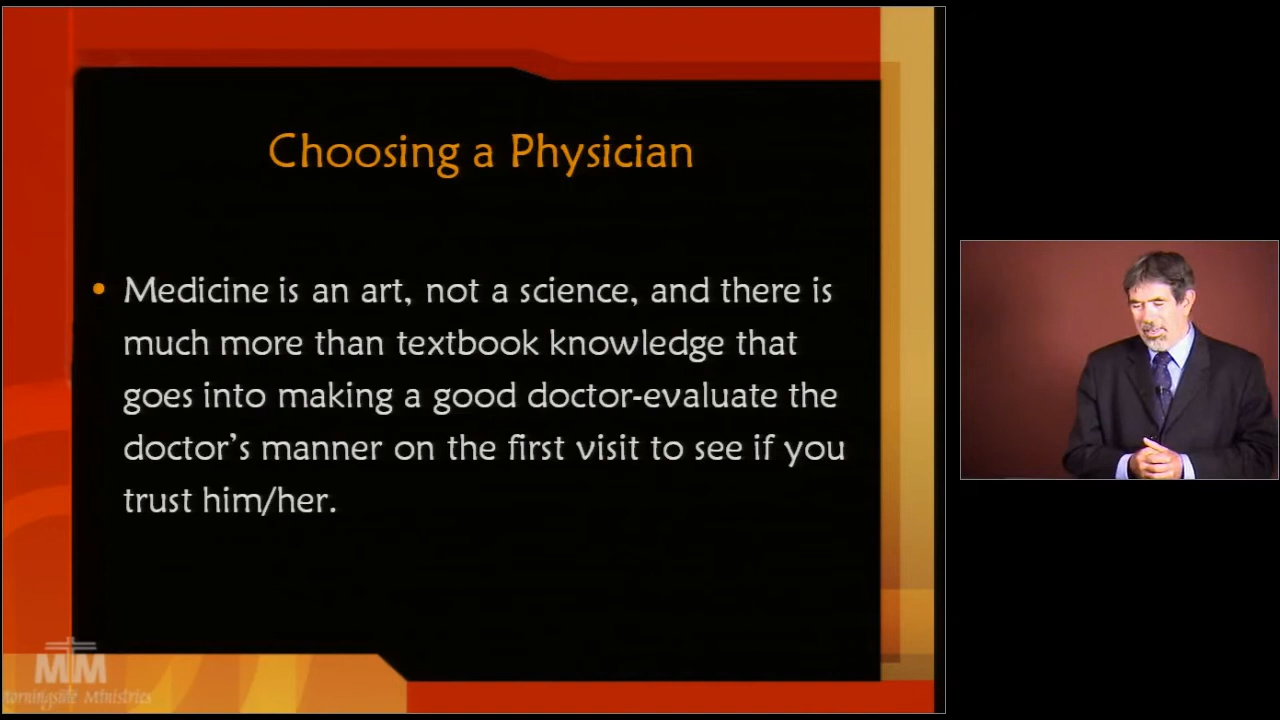 Choosing a Physician
• Medicine is an art, not a science, and there is
much more than textbook knowledge that
goes into making a good doctor-evaluate the
doctor’s manner on the first visit to see if you
trust him/her.
MM
Morningside Ministries